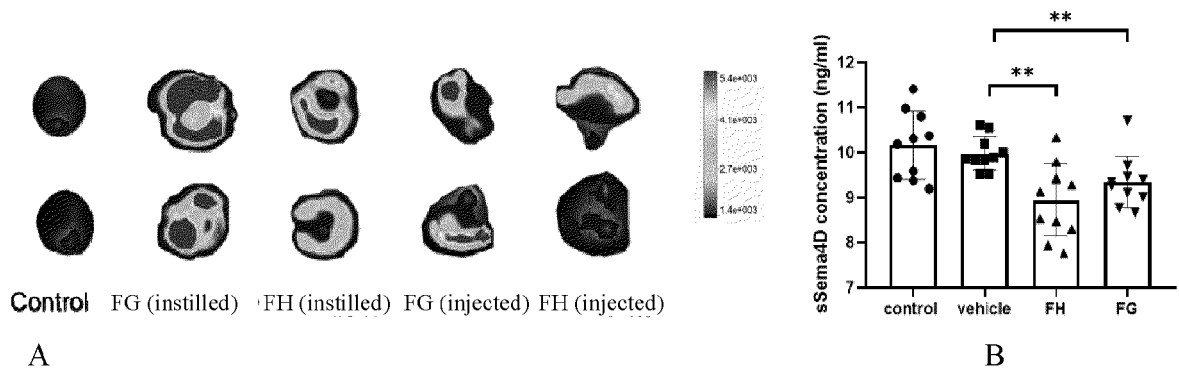 5.4e+003
4.1e+003
2.7e+003
1.4e+003
Control FG (instilled) FH (instilled) FG (injected) FH (injected)
A
**
**
sSema4D concentration (ng/ml)
12
11
10
9
8
7
control vehicle FH FG
B